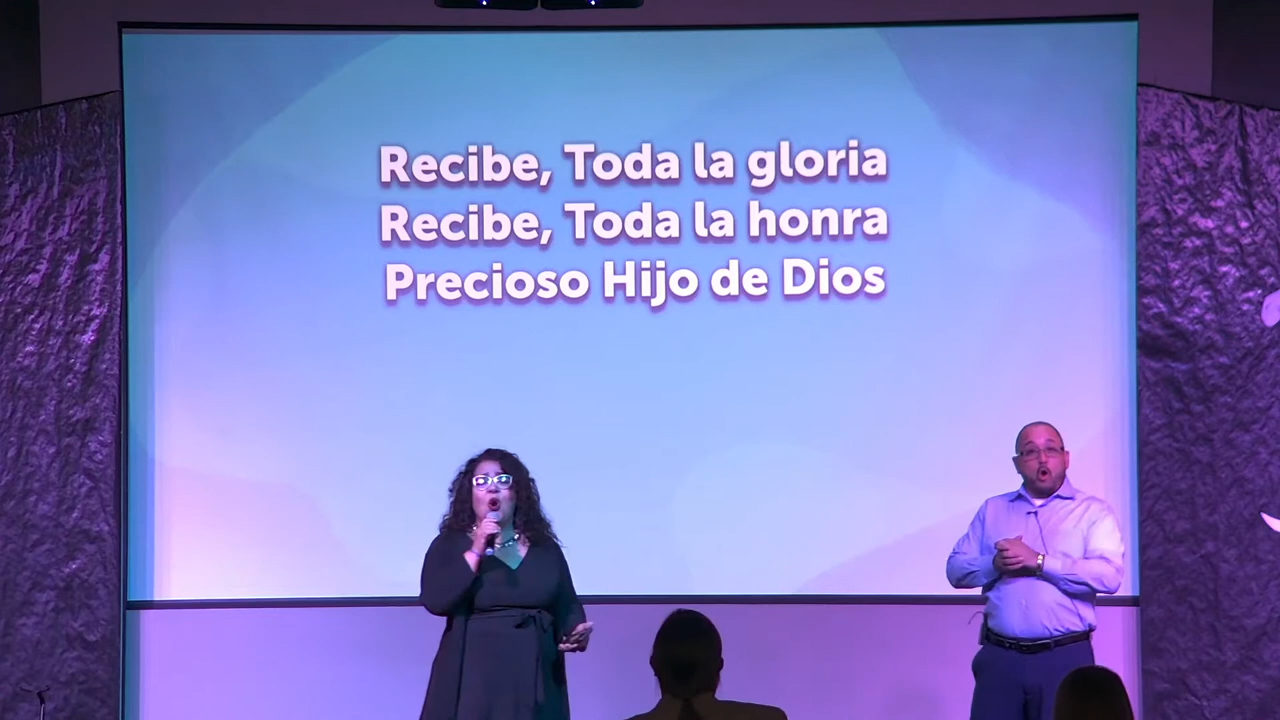 Recibe, Toda la gloria
Recibe, Toda la honra
Precioso Hijo de Dios